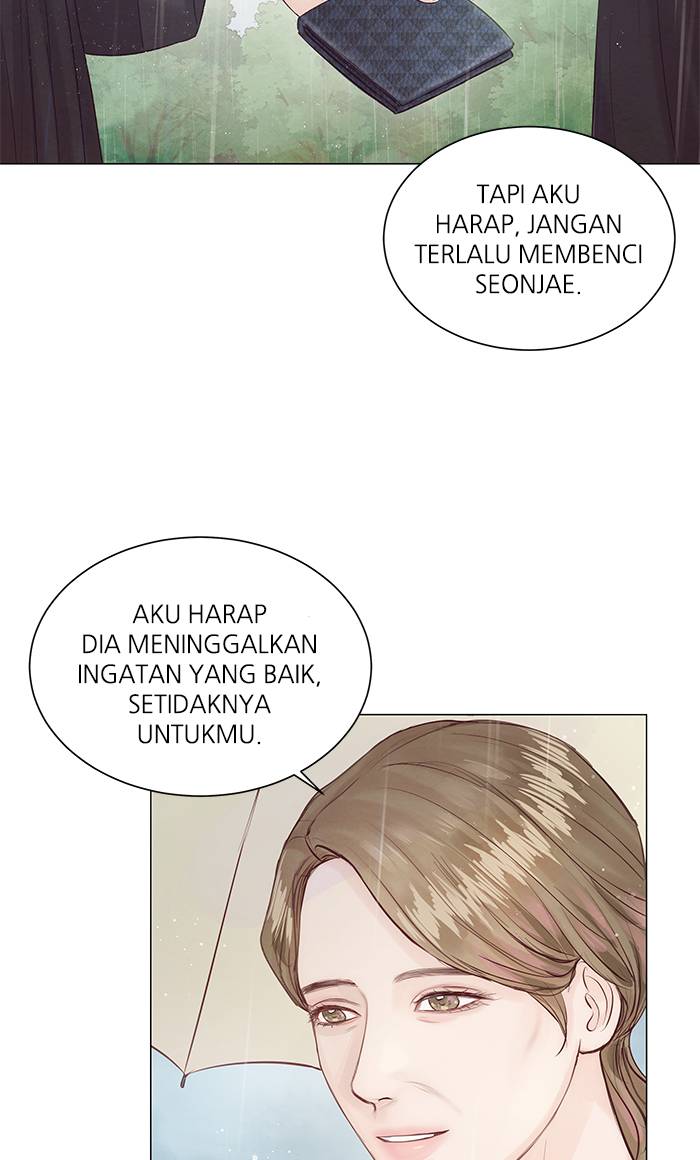 TAPI AKU
HARAP, JANGAN
TERLALU MEMBENCI
SEONJAE.
AKU HARAP
DIA MENINGGALKAN
INGATAN YANG BAIK,
SETIDAKNYA
UNTUKMU.